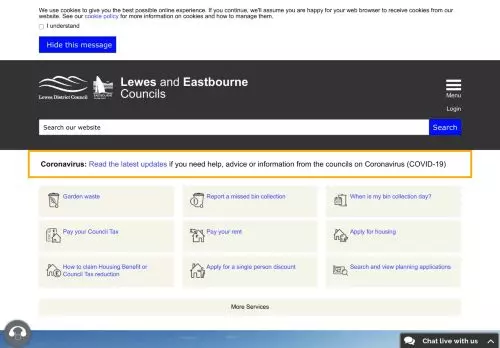 We use cookies to give you the best possible online experience. If you continue, we'll assume you are happy for your web browser to receive cookies from our
website. See our cookie policy for more information on cookies and how to manage them.
I understand
Hide this message
Lewes and Eastbourne
Councils
Lewes District Council
Menu
Login
Search our website
Search
Coronavirus: Read the latest updates if you need help, advice or information from the councils on Coronavirus (COVID-19)
Garden waste
Report a missed bin collection
When is my bin collection day?
Pay your Council Tax
Pay your rent
Apply for housing
How to claim Housing Benefit or
Council Tax reduction
Apply for a single person discount
Search and view planning applications
More Services
Chat live with us